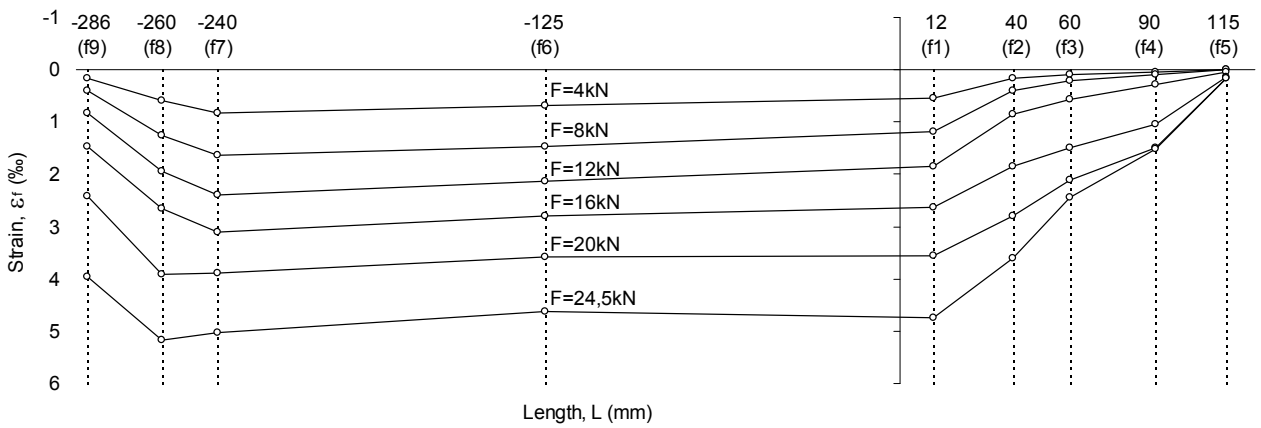 -1 -286 -260 -240 -125 12 40 60 90 115
(f9) (f8) (f7) (f6) (f1) (f2) (f3) (f4) (f5)
0
F=4kN
1
F=8kN
F=12kN
2
F=16kN
3
F=20kN
4
F=24,5kN
5
6
Strain, εf (‰)
Length, L (mm)